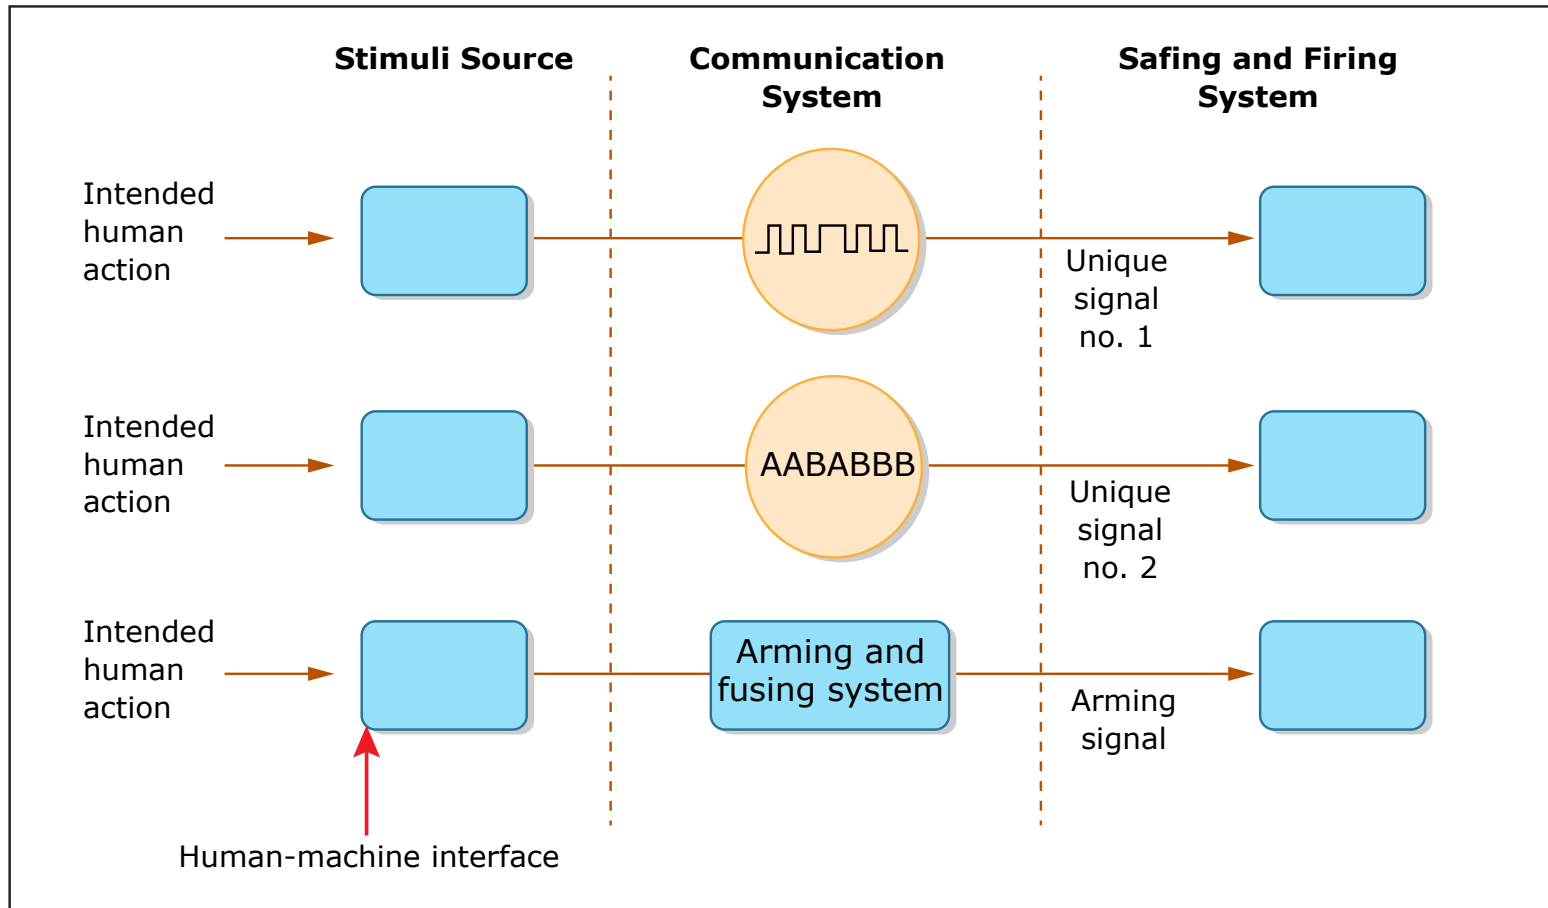 Stimuli Source
Communication
System
Safing and Firing
System
Intended
human
action
Unique
signal
no. 1
Intended
human
action
AABABBB
Unique
signal
no. 2
Intended
human
action
Arming and
fusing system
Arming
signal
Human-machine interface